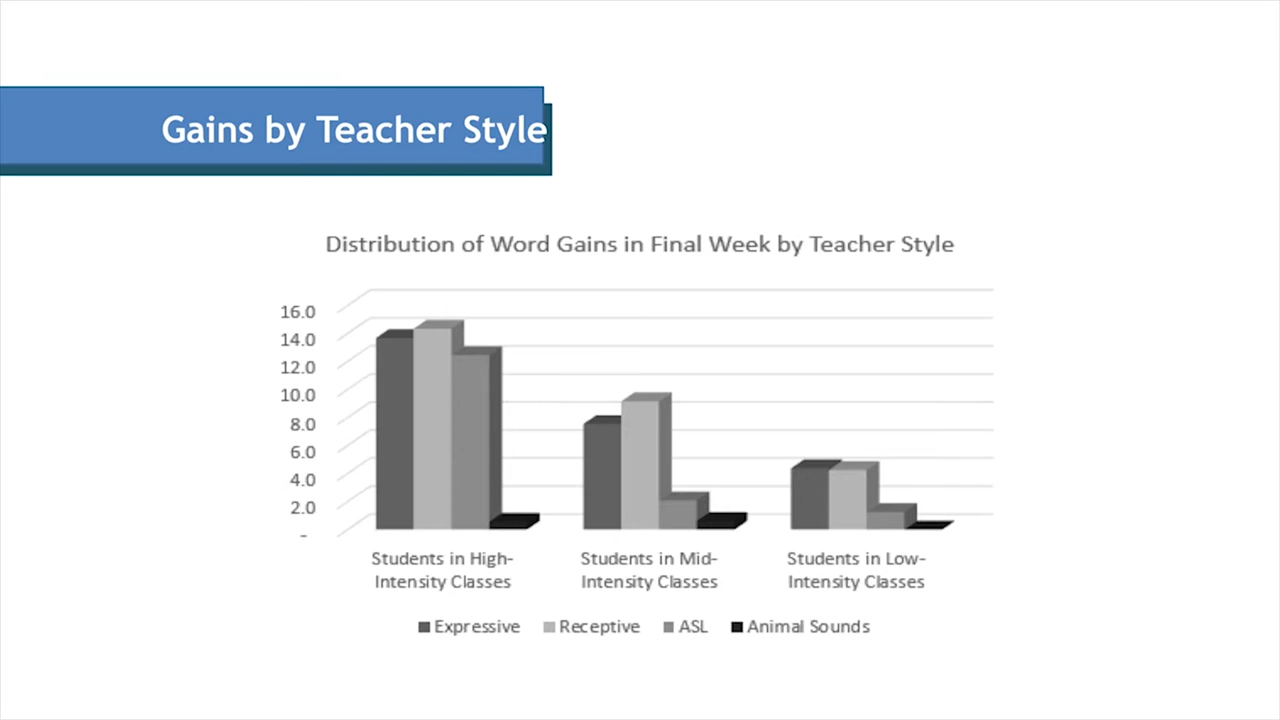 Gains by Teacher Style
Distribution of Word Gains in Final Week by Teacher Style
16.0
14.0
12.0
10.0
8.0
6.0
4.0
2.0
-
Students in High-
Intensity Classes
Students in Mid-
Intensity Classes
Students in Low-
Intensity Classes
Expressive Receptive ASL Animal Sounds